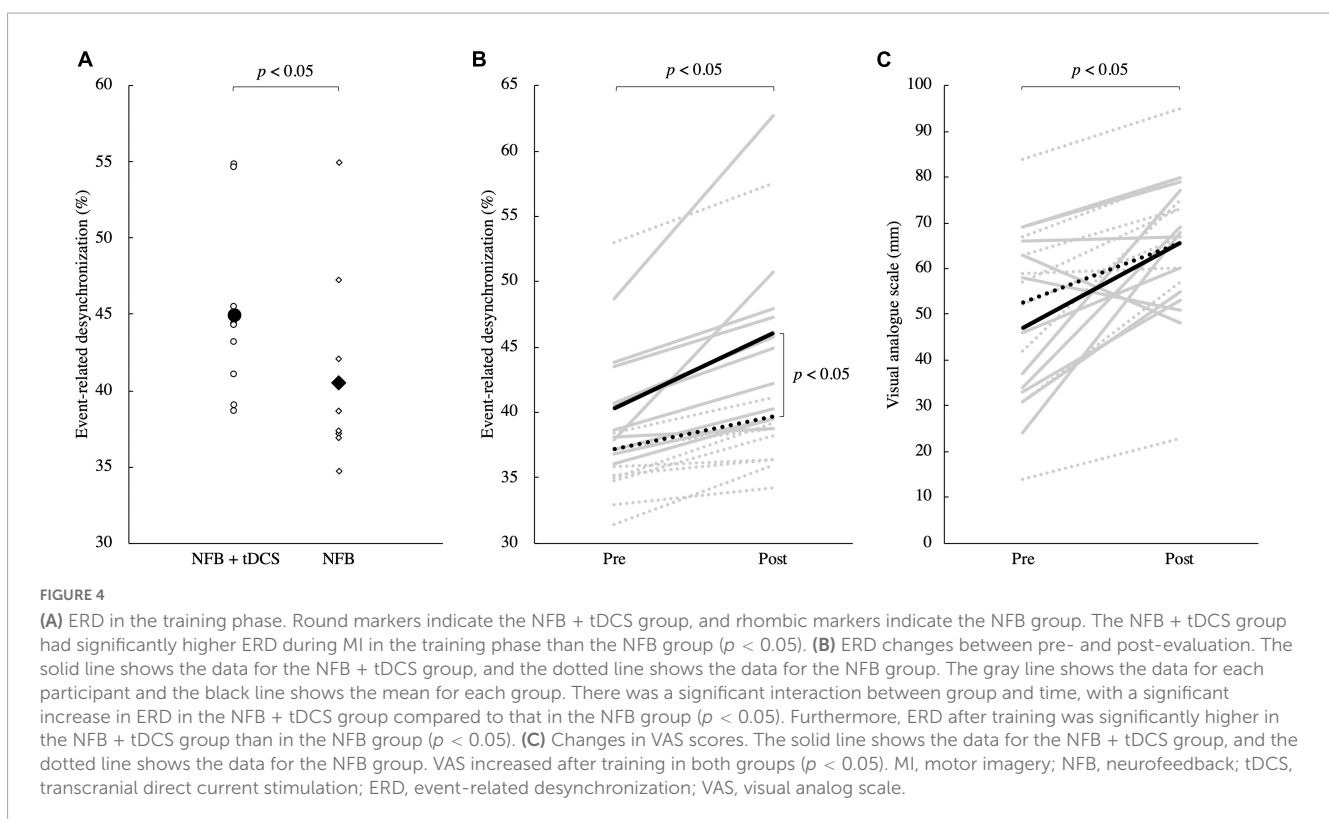 A
p < 0.05
60
55
50
45
40
35
30
Event-related desynchronization (%)
NFB + tDCS
NFB
B
p < 0.05
65
60
55
50
45
40
35
30
Event-related desynchronization (%)
p < 0.05
Pre
Post
C
p < 0.05
100
90
80
70
60
50
40
30
20
10
0
Visual analogue scale (mm)
Pre
Post
FIGURE 4
(A) ERD in the training phase. Round markers indicate the NFB + tDCS group, and rhombic markers indicate the NFB group. The NFB + tDCS group
had significantly higher ERD during MI in the training phase than the NFB group (p < 0.05). (B) ERD changes between pre- and post-evaluation. The
solid line shows the data for the NFB + tDCS group, and the dotted line shows the data for the NFB group. The gray line shows the data for each
participant and the black line shows the mean for each group. There was a significant interaction between group and time, with a significant
increase in ERD in the NFB + tDCS group compared to that in the NFB group (p < 0.05). Furthermore, ERD after training was significantly higher in
the NFB + tDCS group than in the NFB group (p < 0.05). (C) Changes in VAS scores. The solid line shows the data for the NFB + tDCS group, and the
dotted line shows the data for the NFB group. VAS increased after training in both groups (p < 0.05). MI, motor imagery; NFB, neurofeedback; tDCS,
transcranial direct current stimulation; ERD, event-related desynchronization; VAS, visual analog scale.